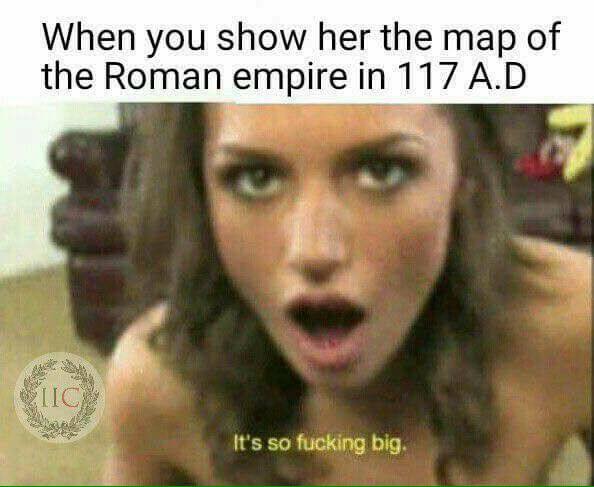 When you show her the map of
the Roman empire in 117 A.D
IIC
It's so fucking big.